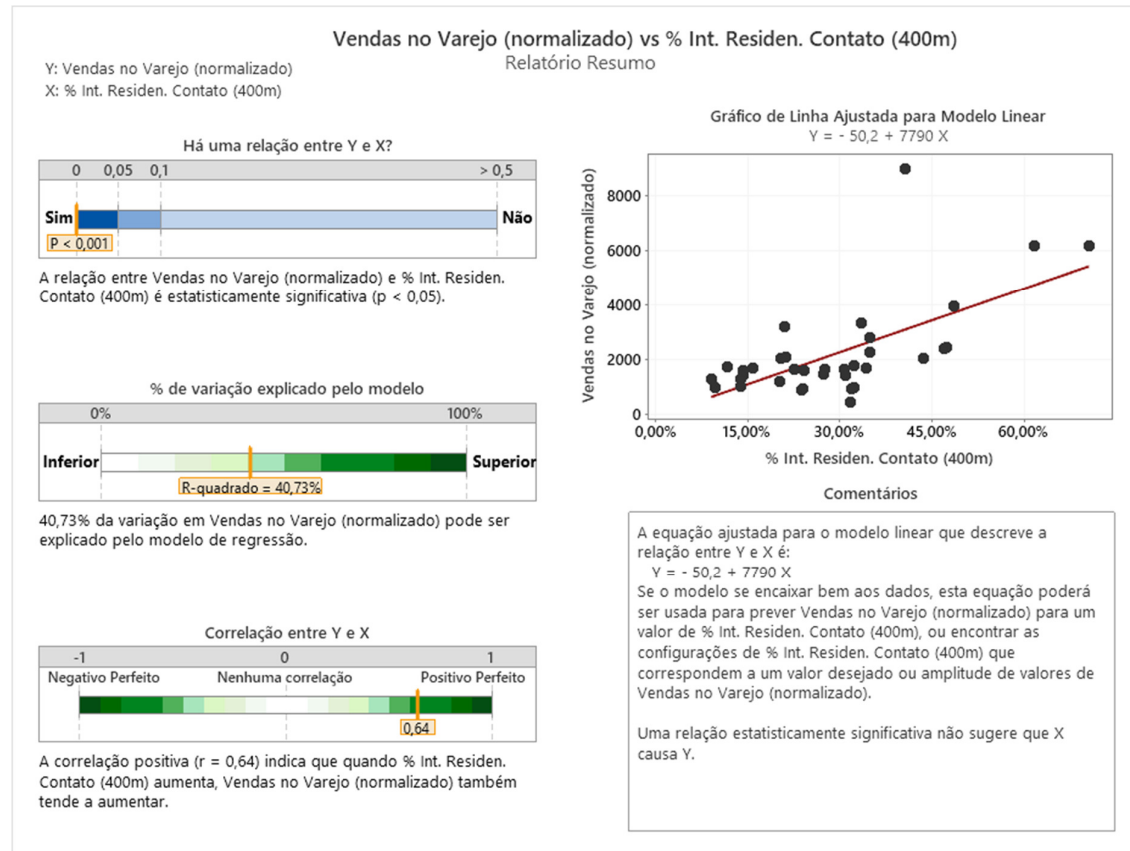 Vendas no Varejo (normalizado) vs % Int. Residen. Contato (400m)
Relatório Resumo
Y: Vendas no Varejo (normalizado)
X: % Int. Residen. Contato (400m)
Há uma relação entre Y e X?
0 0,05 0,1 > 0,5
Sim Não
P < 0,001
A relação entre Vendas no Varejo (normalizado) e % Int. Residen.
Contato (400m) é estatisticamente significativa (p < 0,05).
% de variação explicado pelo modelo
0% 100%
Inferior Superior
R-quadrado = 40,73%
40,73% da variação em Vendas no Varejo (normalizado) pode ser
explicado pelo modelo de regressão.
Correlação entre Y e X
-1 0 1
Negativo Perfeito Nenhuma correlação Positivo Perfeito
0,64
A correlação positiva (r = 0,64) indica que quando % Int. Residen.
Contato (400m) aumenta, Vendas no Varejo (normalizado) também
tende a aumentar.
Gráfico de Linha Ajustada para Modelo Linear
Y = - 50,2 + 7790 X
Vendas no Varejo (normalizado)
8000
6000
4000
2000
0
0,00% 15,00% 30,00% 45,00% 60,00%
% Int. Residen. Contato (400m)
Comentários
A equação ajustada para o modelo linear que descreve a
relação entre Y e X é:
Y = - 50,2 + 7790 X
Se o modelo se encaixar bem aos dados, esta equação poderá
ser usada para prever Vendas no Varejo (normalizado) para um
valor de % Int. Residen. Contato (400m), ou encontrar as
configurações de % Int. Residen. Contato (400m) que
correspondem a um valor desejado ou amplitude de valores de
Vendas no Varejo (normalizado).
Uma relação estatisticamente significativa não sugere que X
causa Y.